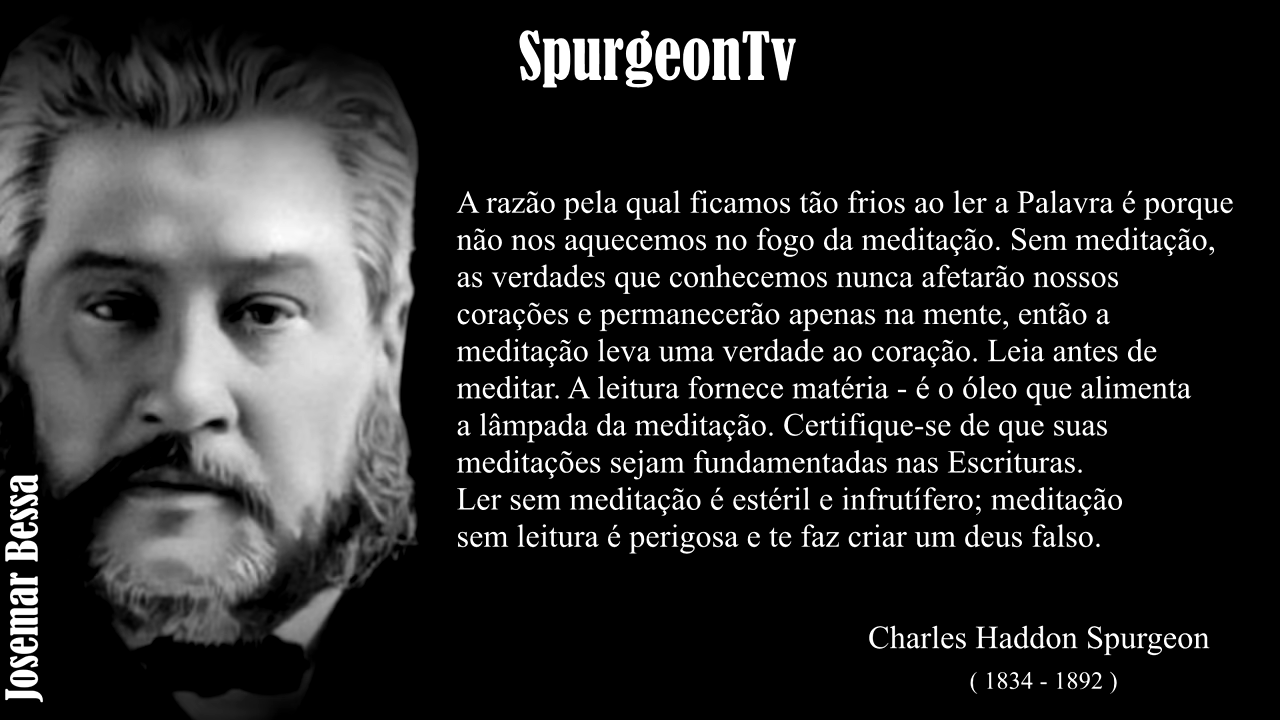 SpurgeonTv
A razão pela qual ficamos tão frios ao ler a Palavra é porque
não nos aquecemos no fogo da meditação. Sem meditação,
as verdades que conhecemos nunca afetarão nossos
corações e permanecerão apenas na mente, então a
meditação leva uma verdade ao coração. Leia antes de
meditar. A leitura fornece matéria - é o óleo que alimenta
a lâmpada da meditação. Certifique-se de que suas
meditações sejam fundamentadas nas Escrituras.
Ler sem meditação é estéril e infrutífero; meditação
sem leitura é perigosa e te faz criar um deus falso.
Charles Haddon Spurgeon
( 1834 - 1892 )
Josemar Bessa